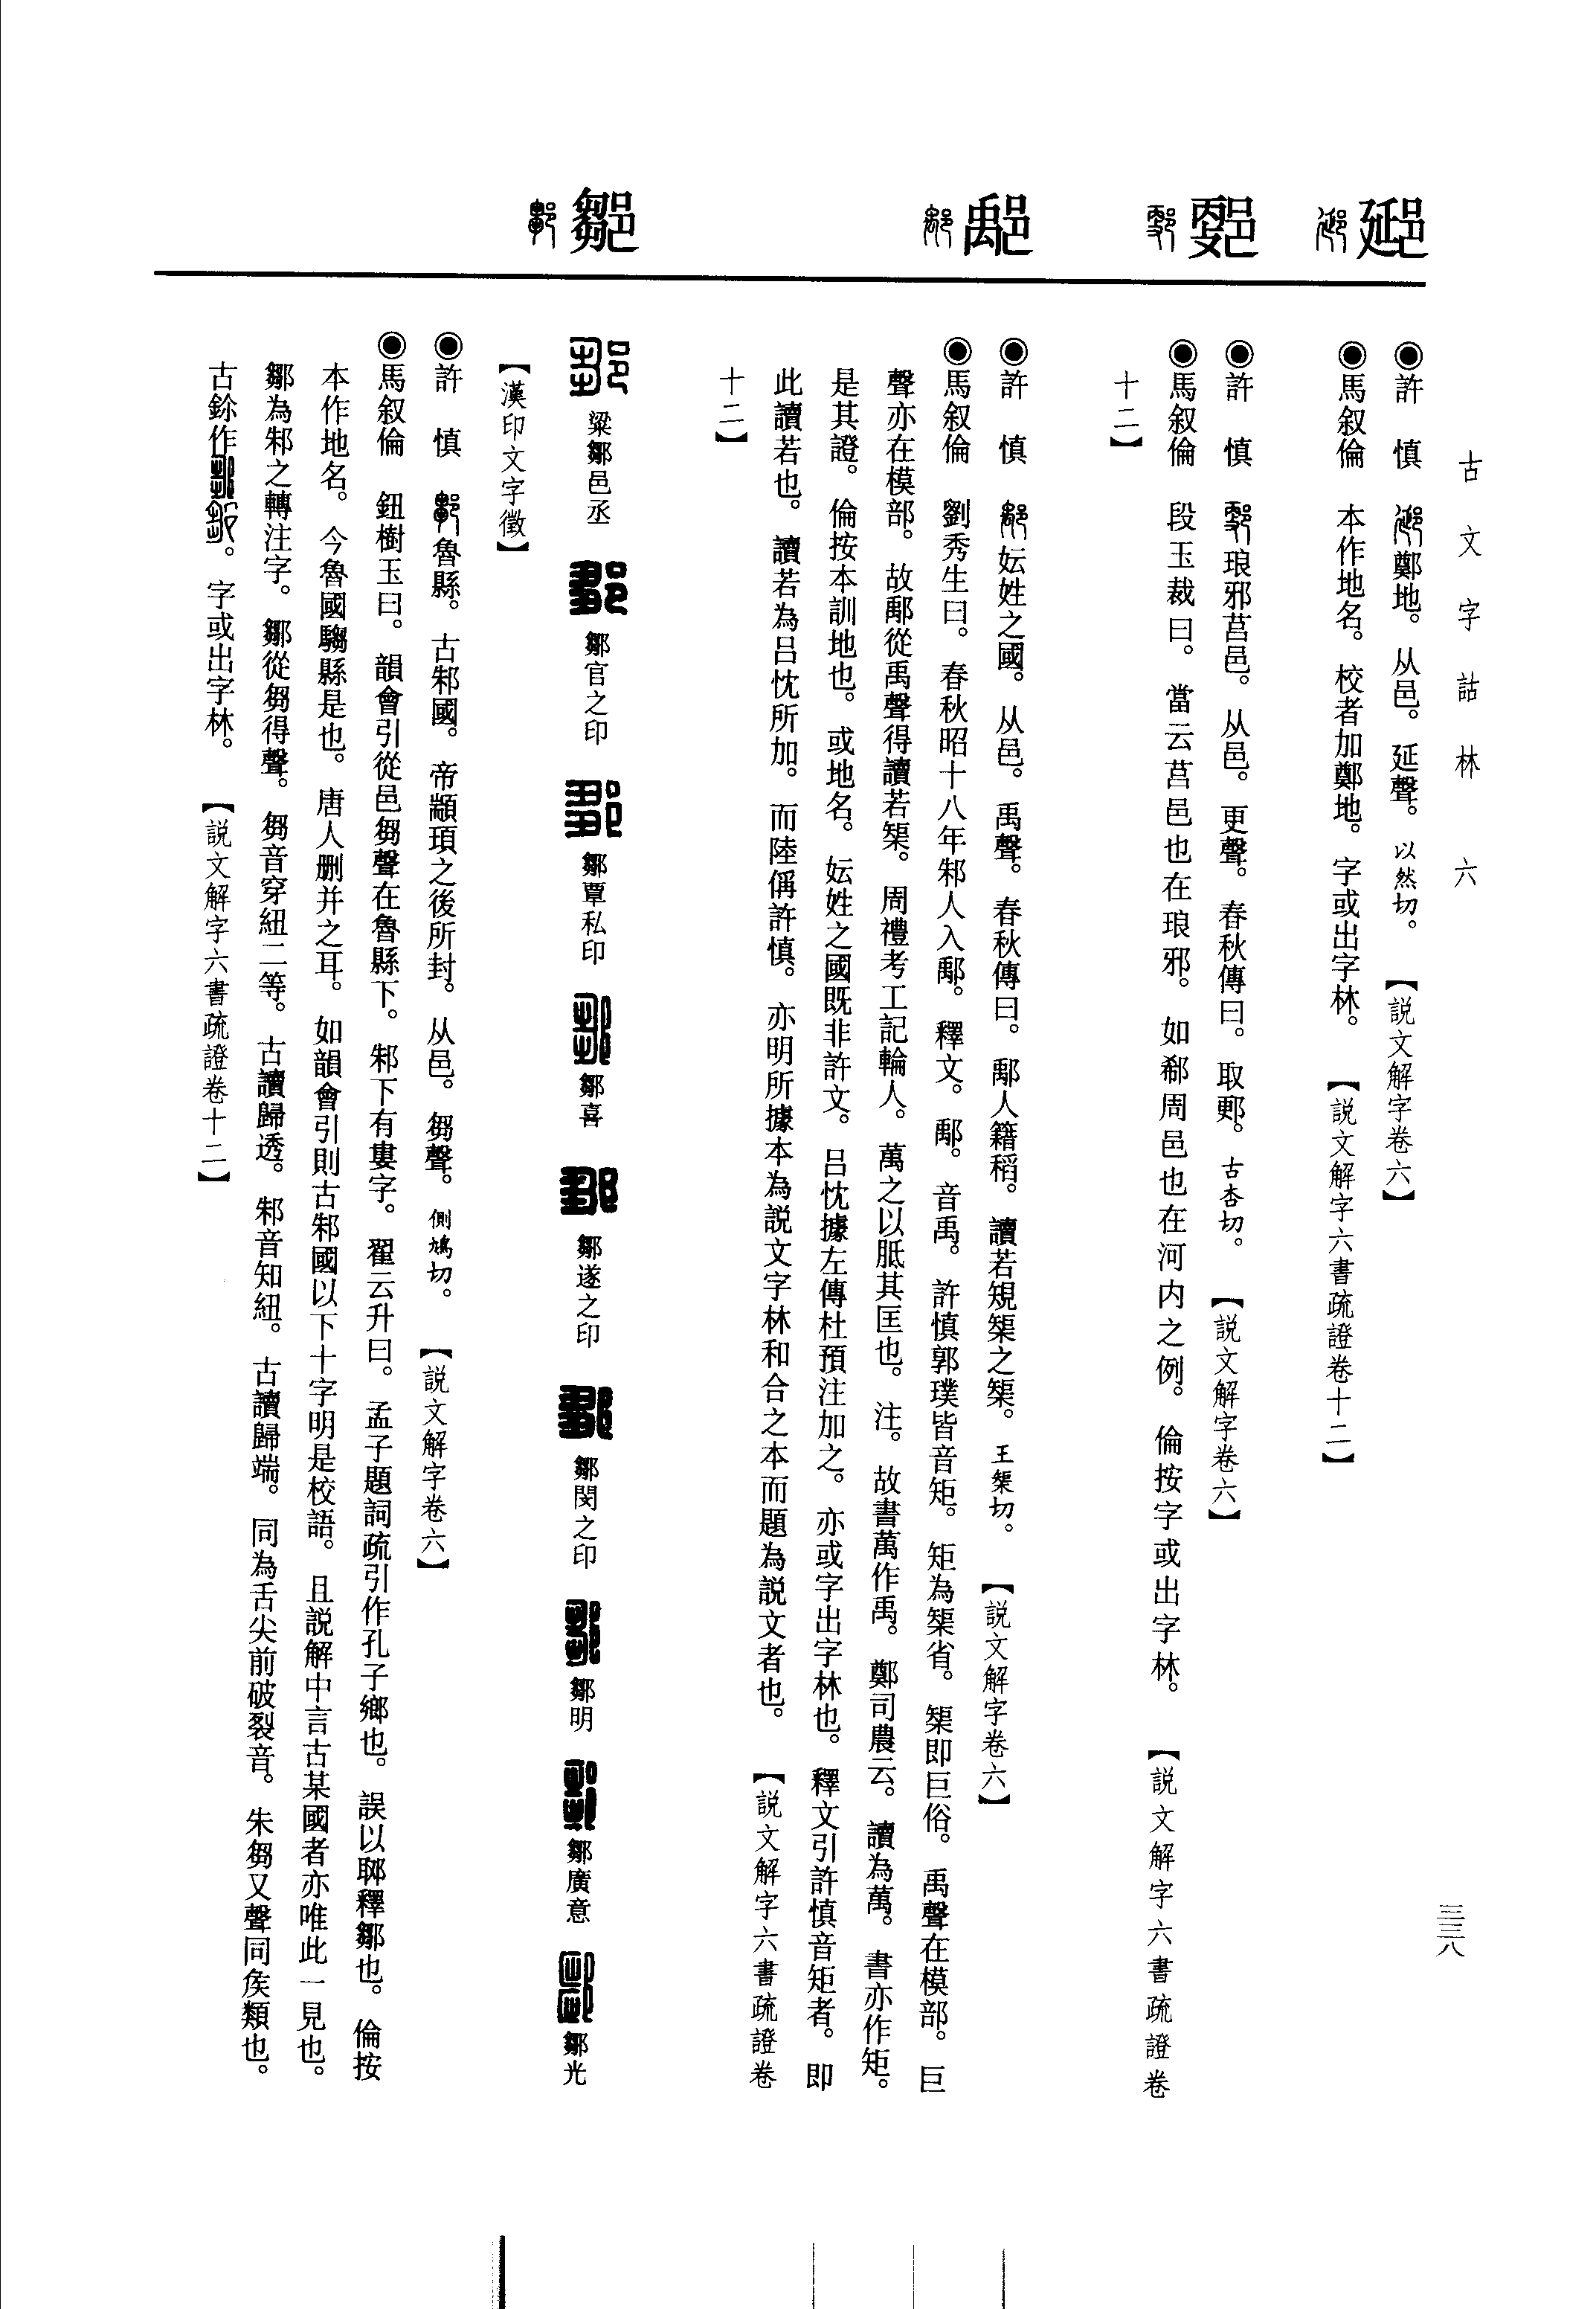 古文字詁林　六
三三八
郔
●許　慎　鄭地。从邑。延聲。以然切。　【説文解字卷六】
●馬叙倫　本作地名。校者加鄭地。字或出字林。　【説文解字六書疏證卷十二】
郠
●許　慎　琅邪莒邑。从邑。更聲。春秋傳曰。取郠。古杏切。　【説文解字卷六】
●馬叙倫　段玉裁曰。當云莒邑也在琅邪。如䣊周邑也在河内之例。倫按字或出字林。　【説文解字六書疏證卷
十二】
鄅
●許　慎　妘姓之國。从邑。禹聲。春秋傳曰。鄅人籍稻。讀若規榘之榘。王榘切。　【説文解字卷六】
●馬叙倫　劉秀生曰。春秋昭十八年邾人入鄅。釋文。鄅。音禹。許慎郭璞皆音矩。矩為榘省。榘即巨俗。禹聲在模部。巨
聲亦在模部。故鄅從禹聲得讀若榘。周禮考工記輪人。萬之以眡其匡也。注。故書萬作禹。鄭司農云。讀為萬。書亦作矩。
是其證。倫按本訓地也。或地名。妘姓之國既非許文。吕忱據左傳杜預注加之。亦或字出字林也。釋文引許慎音矩者。即
此讀若也。讀若為吕忱所加。而陸偁許慎。亦明所據本為説文字林和合之本而題為説文者也。　【説文解字六書疏證卷
十二】
鄒
梁鄒邑丞　鄒官之印　鄒覃私印　鄒喜　鄒遂之印　鄒閔之印　鄒明　鄒廣意　鄒光
【漢印文字徵】
●許　慎　魯縣。古邾國。帝顓頊之後所封。从邑。芻聲。側鳩切。　【説文解字卷六】
●馬叙倫　鈕樹玉曰。韻會引從邑芻聲在魯縣下。邾下有婁字。翟云升曰。孟子題詞疏引作孔子鄉也。誤以郰釋鄒也。倫按
本作地名。今魯國騶縣是也。唐人删并之耳。如韻會引則古邾國以下十字明是校語。且説解中言古某國者亦唯此一見也。
鄒為邾之轉注字。鄒從芻得聲。芻音穿紐二等。古讀歸透。邾音知紐。古讀歸端。同為舌尖前破裂音。朱芻又聲同矦類也。
古鉨作。字或出字林。　【説文解字六書疏證卷十二】